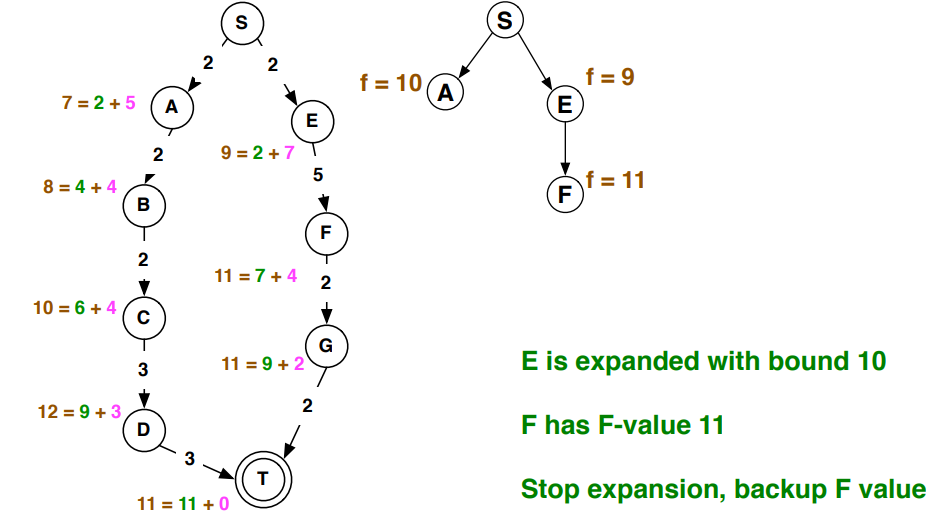 S
S
2
2
f = 9
f = 10
A
E
7 = 2 + 5
A
E
2
9 = 2 + 7
5
8 = 4 + 4
B
F
f = 11
F
2
11 = 7 + 4
2
10 = 6 + 4
C
G
11 = 9 + 2
3
E is expanded with bound 10
12 = 9 + 3
D
2
F has F-value 11
3
T
11 = 11 + 0
Stop expansion, backup F value